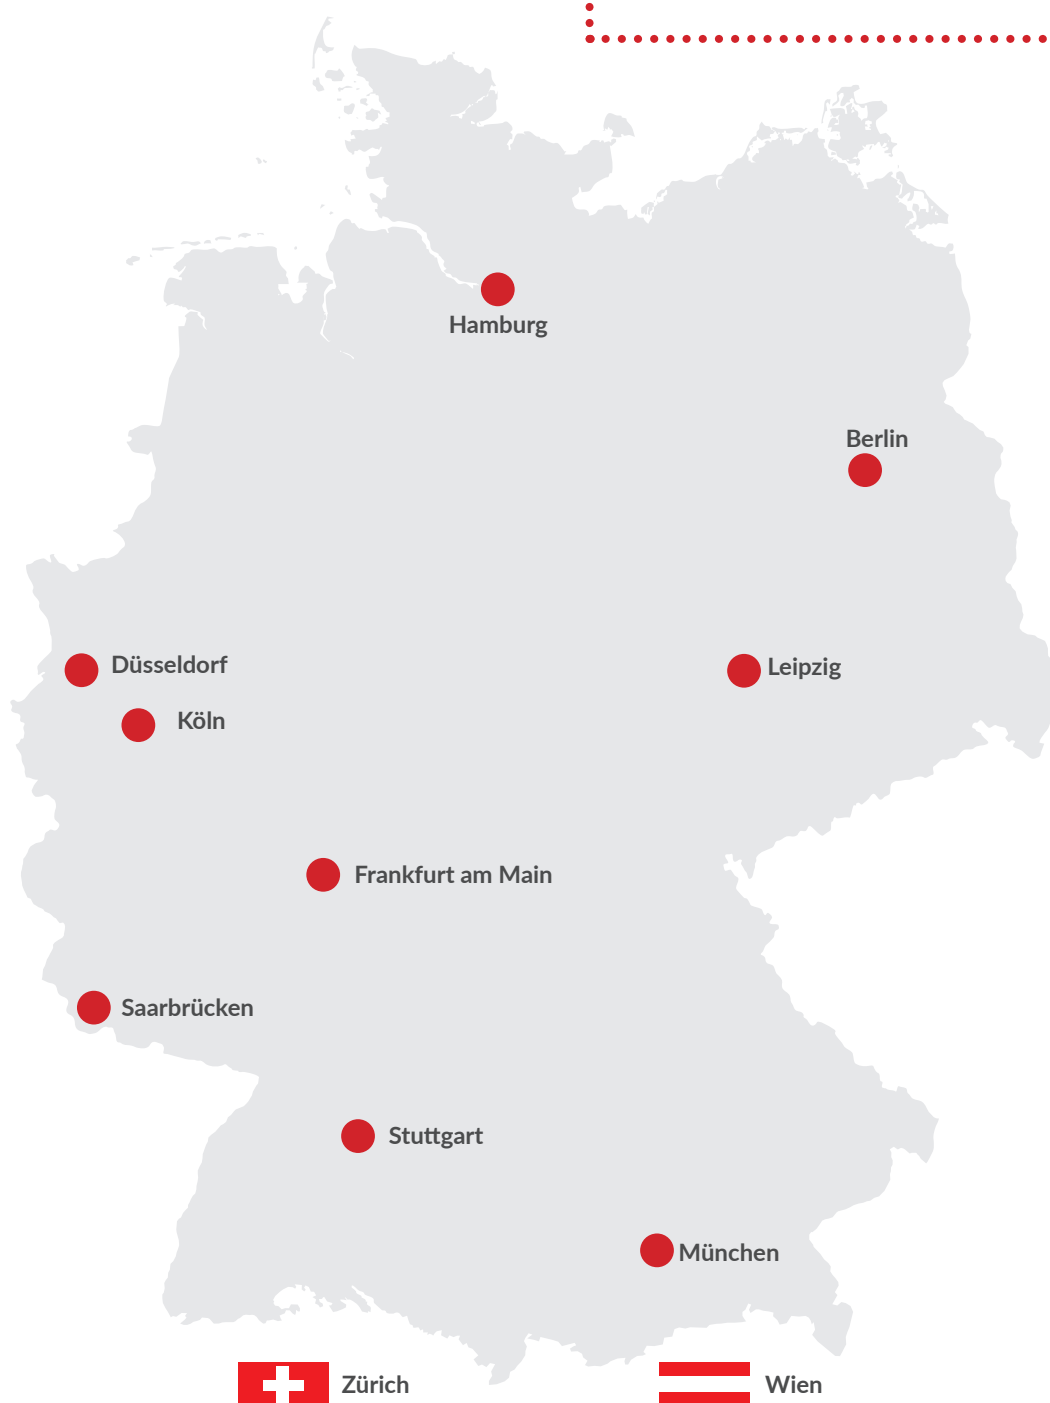 Hamburg
Berlin
Düsseldorf
Leipzig
Köln
Frankfurt am Main
Saarbrücken
Stuttgart
München
Zürich
Wien